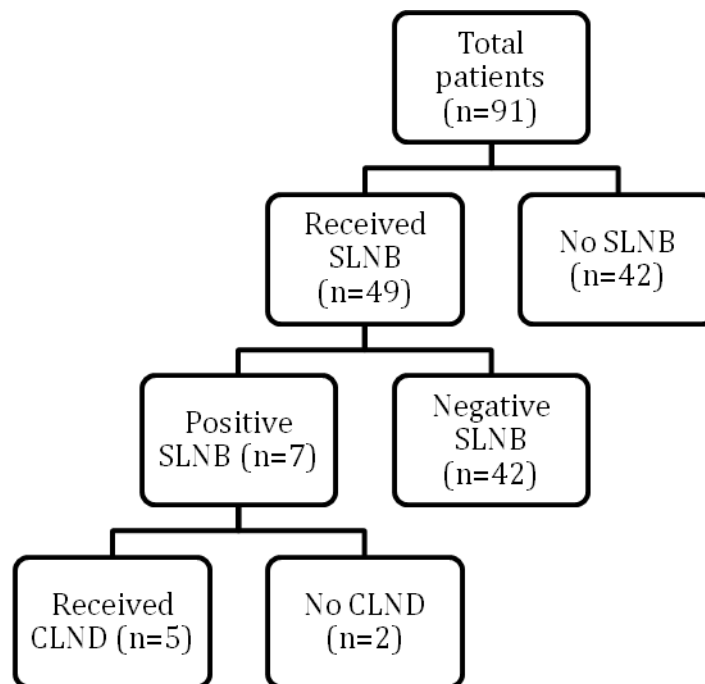 Total
patients
(n=91)
Received
SLNB
(n=49)
No SLNB
(n=42)
Positive
SLNB (n=7)
Negative
SLNB
(n=42)
Received
CLND (n=5)
No CLND
(n=2)